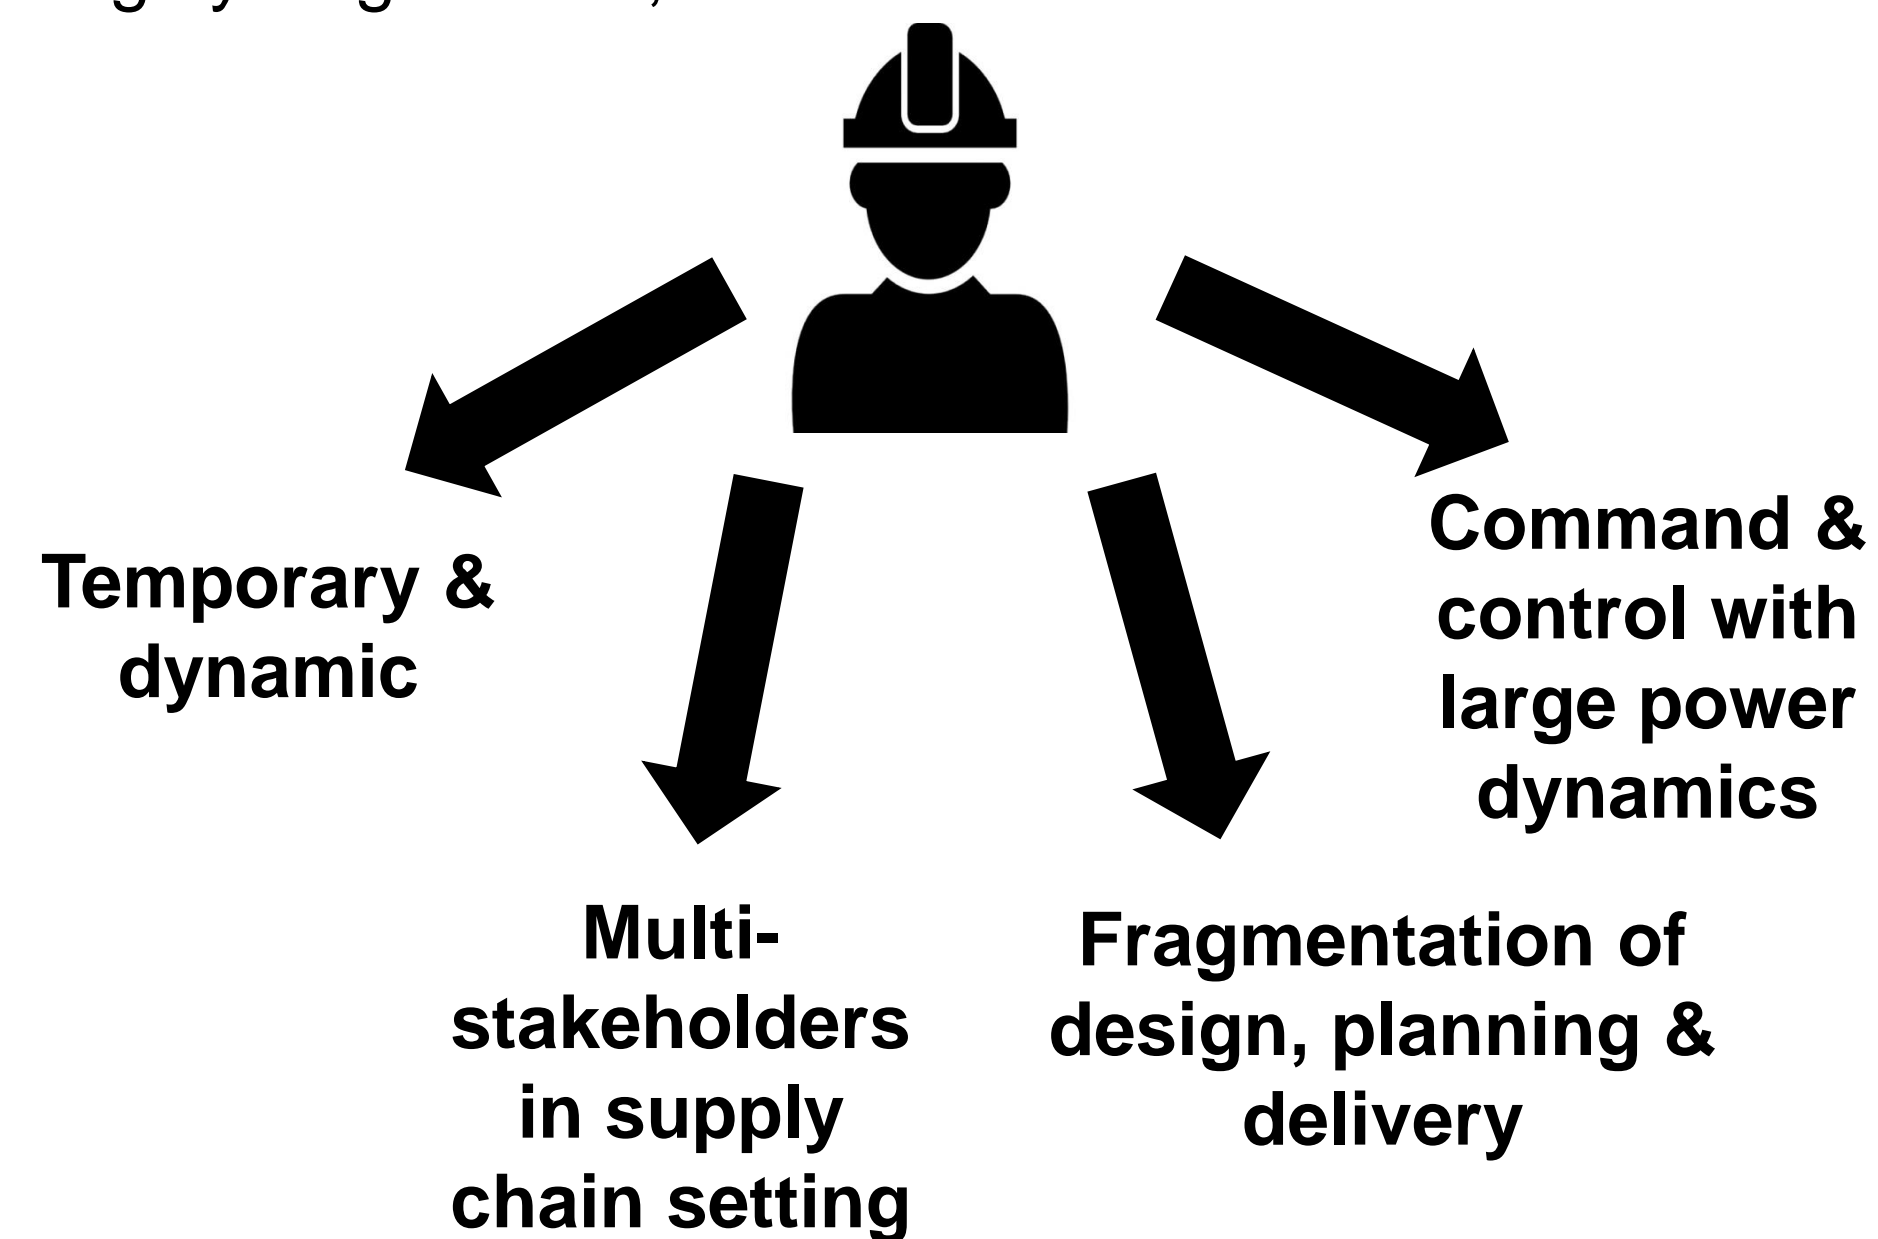 Temporary &
dynamic
Multi-
stakeholders
in supply
chain setting
Fragmentation of
design, planning &
delivery
Command &
control with
large power
dynamics